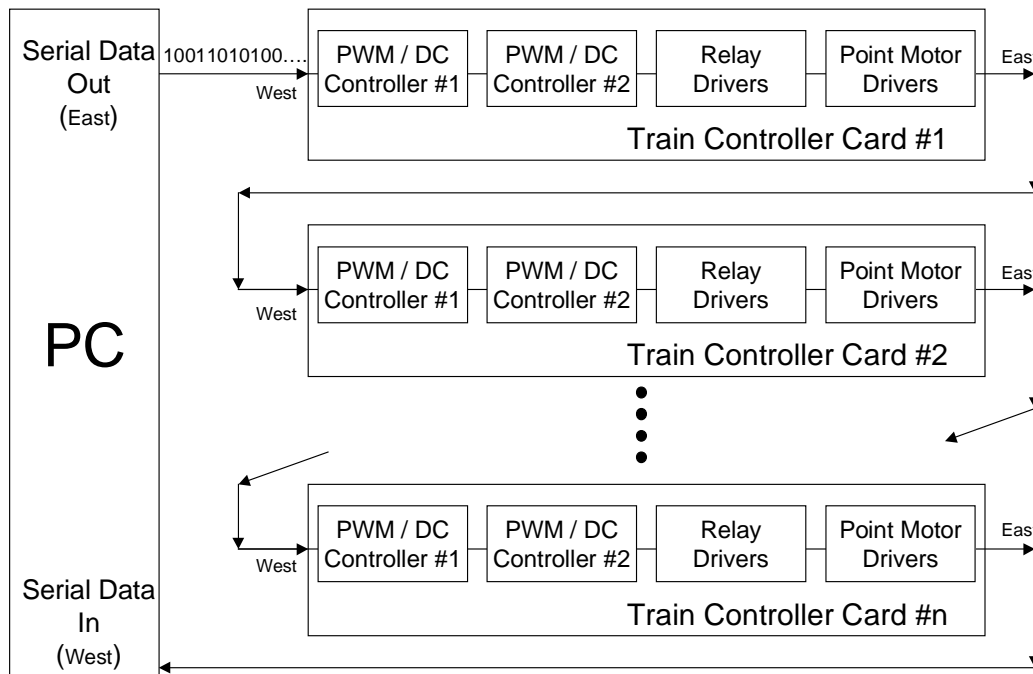 Serial Data
Out
(East)
10011010100....
West
PWM / DC
Controller #1
PWM / DC
Controller #2
Relay
Drivers
Point Motor
Drivers
East
Train Controller Card #1
West
PWM / DC
Controller #1
PWM / DC
Controller #2
Relay
Drivers
Point Motor
Drivers
East
Train Controller Card #2
PC
West
PWM / DC
Controller #1
PWM / DC
Controller #2
Relay
Drivers
Point Motor
Drivers
East
Train Controller Card #n
Serial Data
In
(West)